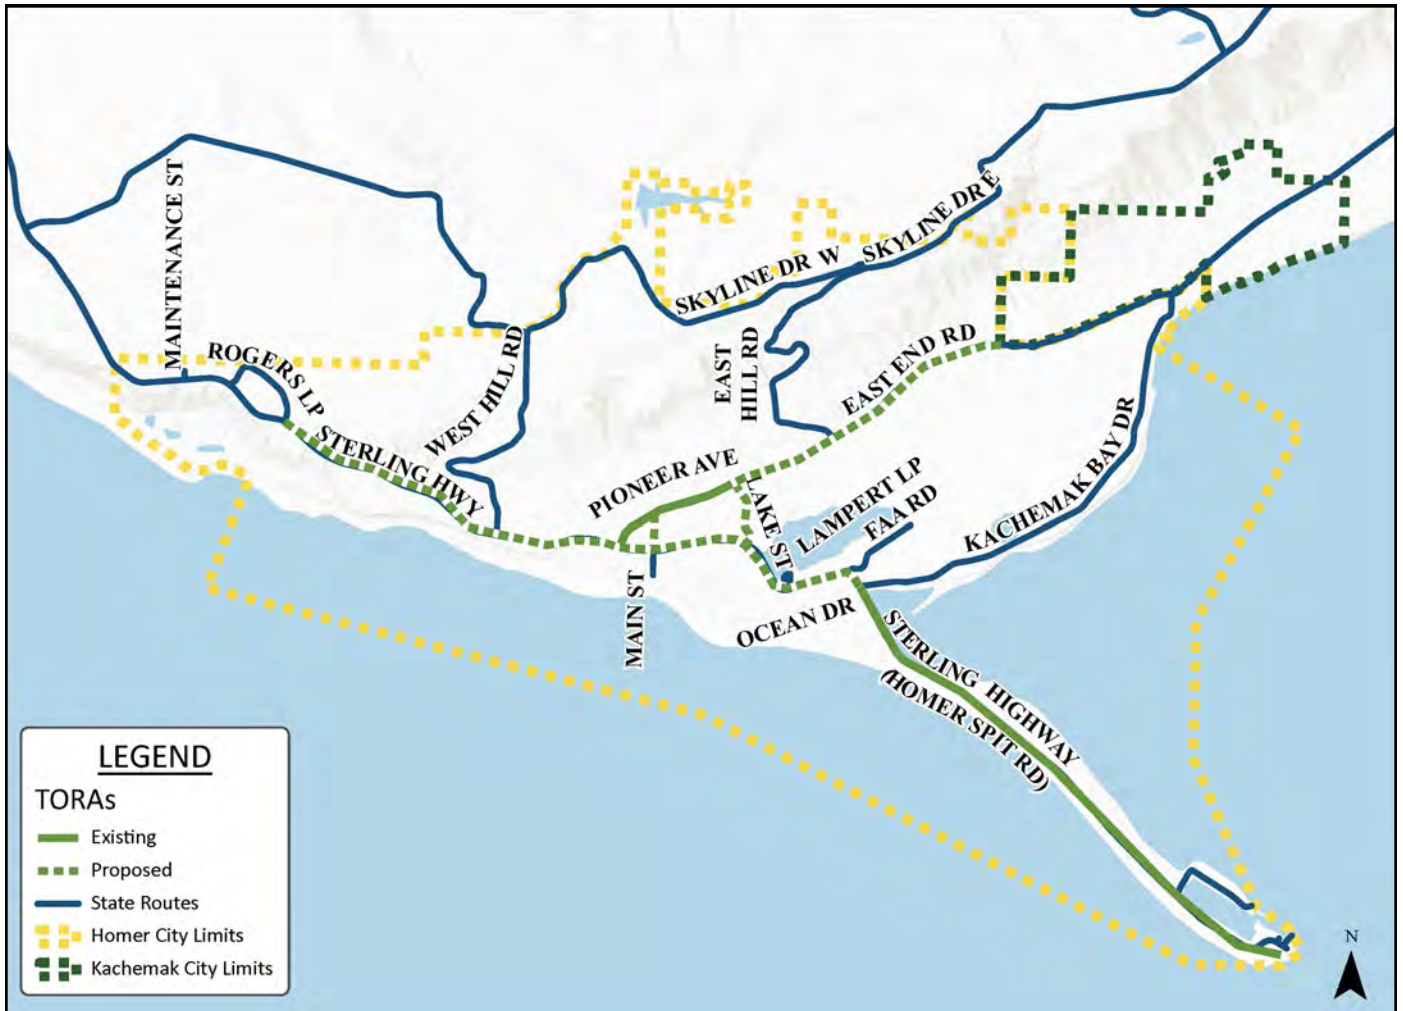 MAINTENANCE ST
ROGERS LP
STERLING HWY
WEST HILL RD
SKYLINE DR W
SKYLINE DR E
EAST
HILL RD
EAST END RD
PIONEER AVE
LAKE ST
LAMPERT LP
FAA RD
KACHEMAK BAY DR
MAIN ST
OCEAN DR
STERLING HIGHWAY
(HOMER SPIT RD)
LEGEND
TORAs
Existing
Proposed
State Routes
Homer City Limits
Kachemak City Limits
N